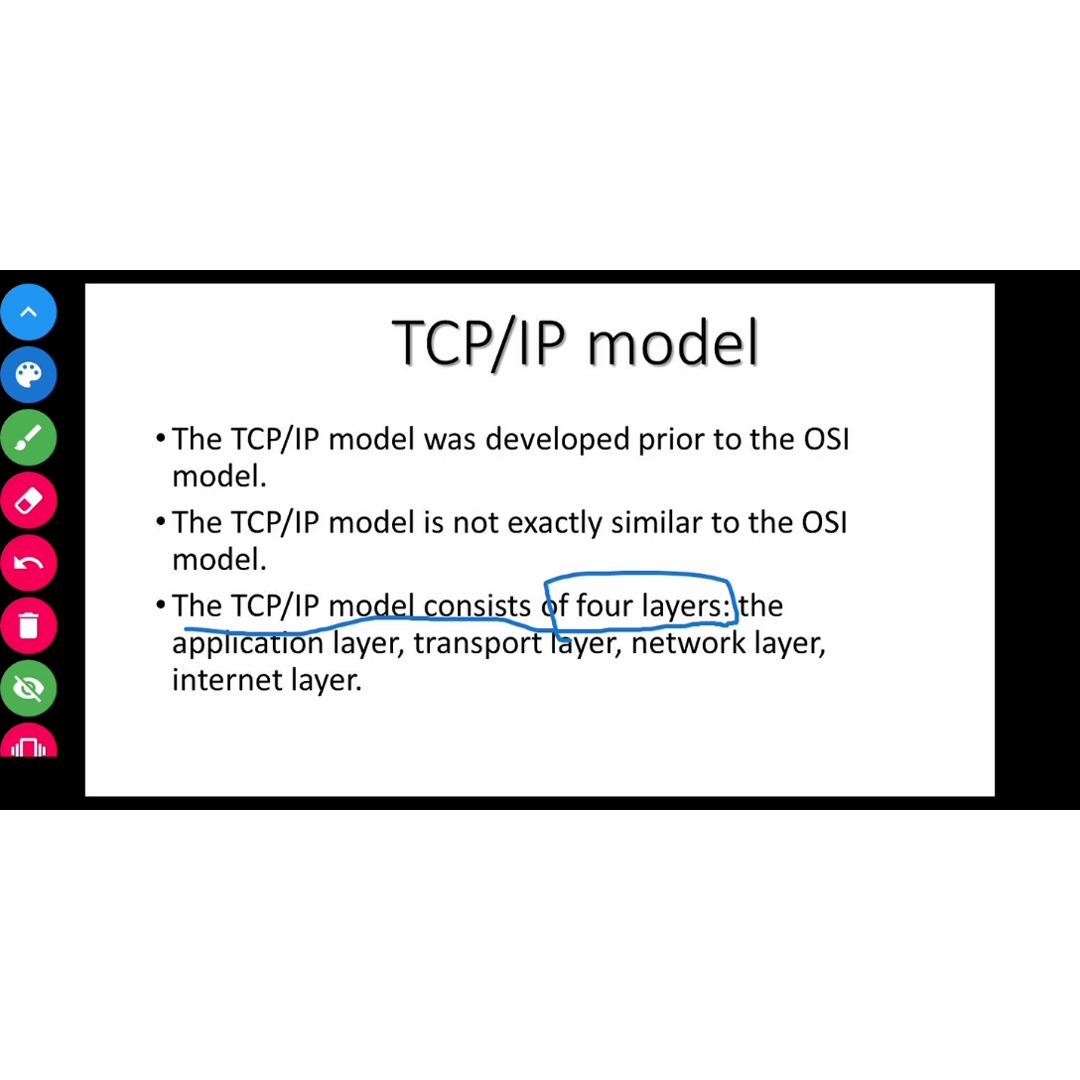 TCP/IP model
• The TCP/IP model was developed prior to the OSI
model.
• The TCP/IP model is not exactly similar to the OSI
model.
• The TCP/IP model consists of four layers: the
application layer, transport layer, network layer,
internet layer.